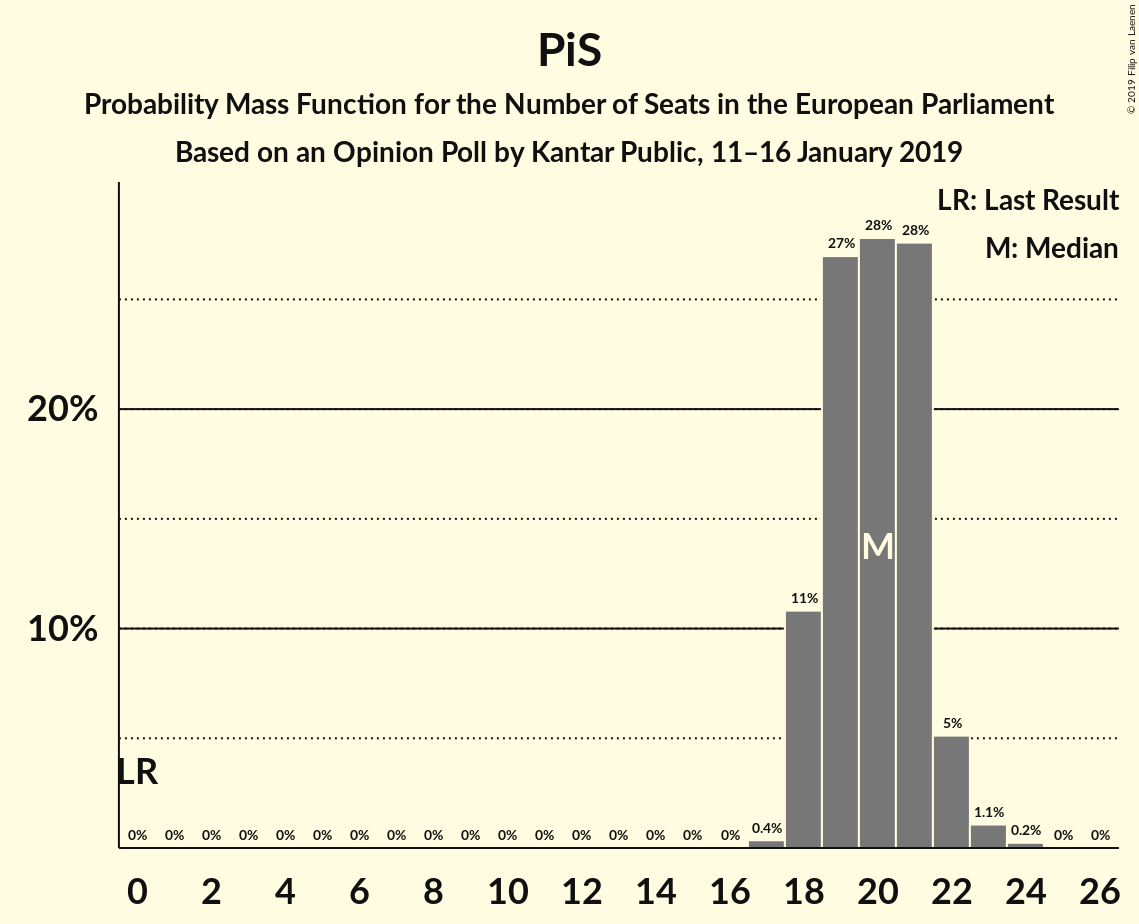 PiS
Probability Mass Function for the Number of Seats in the European Parliament
Based on an Opinion Poll by Kantar Public, 11–16 January 2019
© 2019 Filip van Laenen
LR: Last Result
M: Median
28%
28%
27%
20%
M
11%
10%
5%
LR
1.1%
0% 0% 0% 0% 0% 0% 0% 0% 0% 0% 0% 0% 0% 0% 0% 0% 0% 0.4% 0.2% 0% 0%
0 2 4 6 8 10 12 14 16 18 20 22 24 26